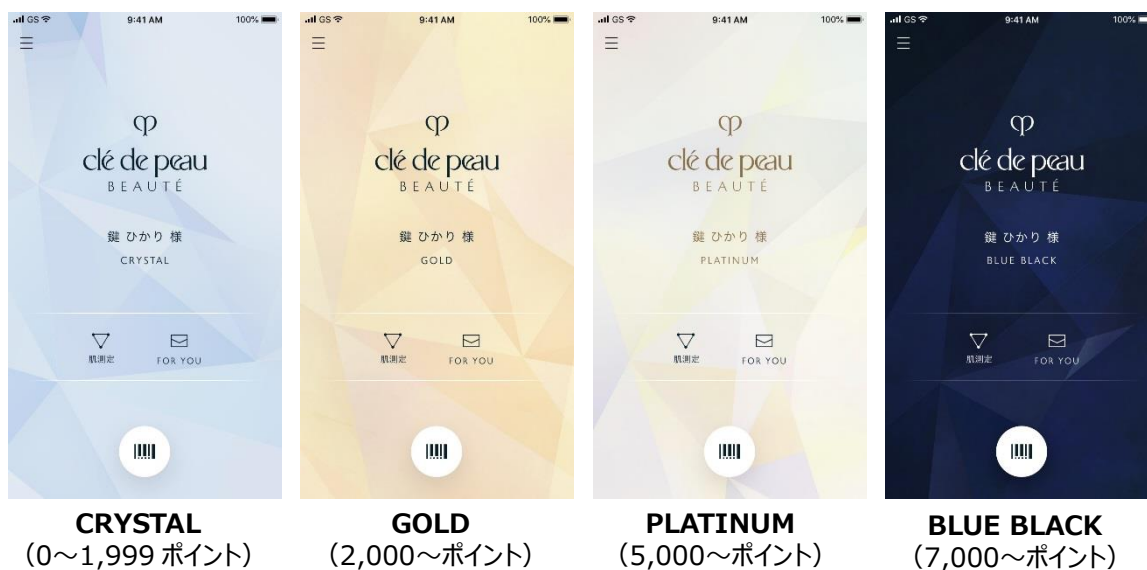 GS 9:41 AM 100%
clé de peau
BEAUTÉ
鍵 ひかり 様
CRYSTAL
肌測定 FOR YOU
CRYSTAL
（0～1,999 ポイント）
GS 9:41 AM 100%
clé de peau
BEAUTÉ
鍵 ひかり 様
GOLD
肌測定 FOR YOU
GOLD
（2,000～ポイント）
GS 9:41 AM 100%
clé de peau
BEAUTÉ
鍵 ひかり 様
PLATINUM
肌測定 FOR YOU
PLATINUM
（5,000～ポイント）
GS 9:41 AM 100%
clé de peau
BEAUTÉ
鍵 ひかり 様
BLUE BLACK
肌測定 FOR YOU
BLUE BLACK
（7,000～ポイント）